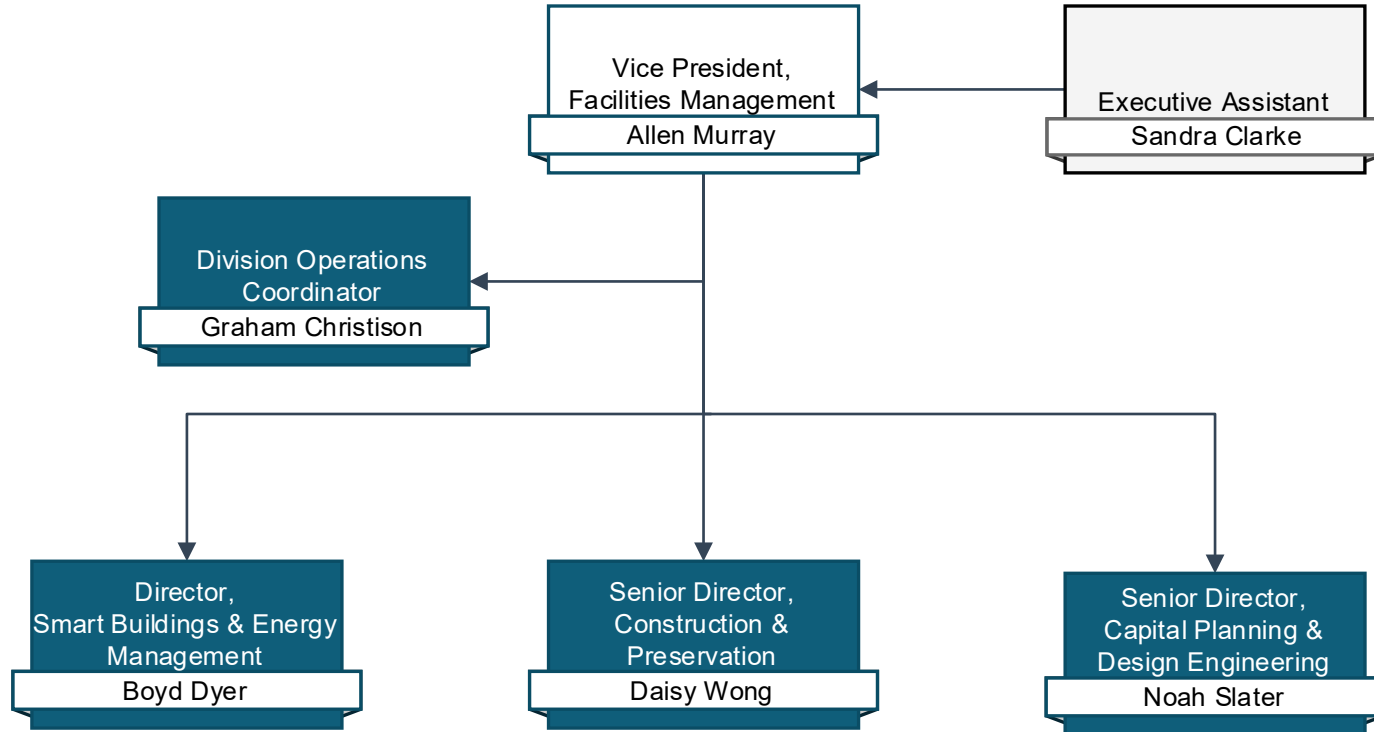 Vice President,
Facilities Management
Allen Murray
Executive Assistant
Sandra Clarke
Division Operations
Coordinator
Graham Christison
Director,
Smart Buildings & Energy
Management
Boyd Dyer
Senior Director,
Construction &
Preservation
Daisy Wong
Senior Director,
Capital Planning &
Design Engineering
Noah Slater